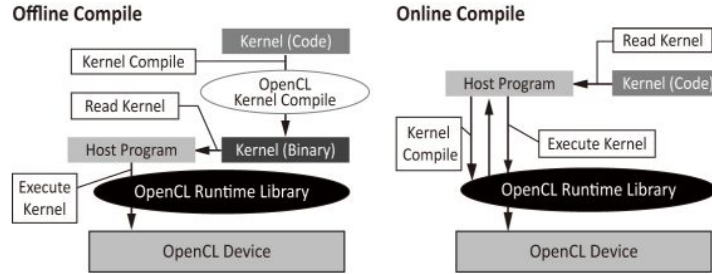 Offline Compile
Kernel (Code)
Kernel Compile
OpenCL
Kernel Compile
Read Kernel
Host Program
Kernel (Binary)
Execute
Kernel
OpenCL Runtime Library
OpenCL Device
Online Compile
Read Kernel
Host Program
Kernel (Code)
Kernel
Compile
Execute Kernel
OpenCL Runtime Library
OpenCL Device